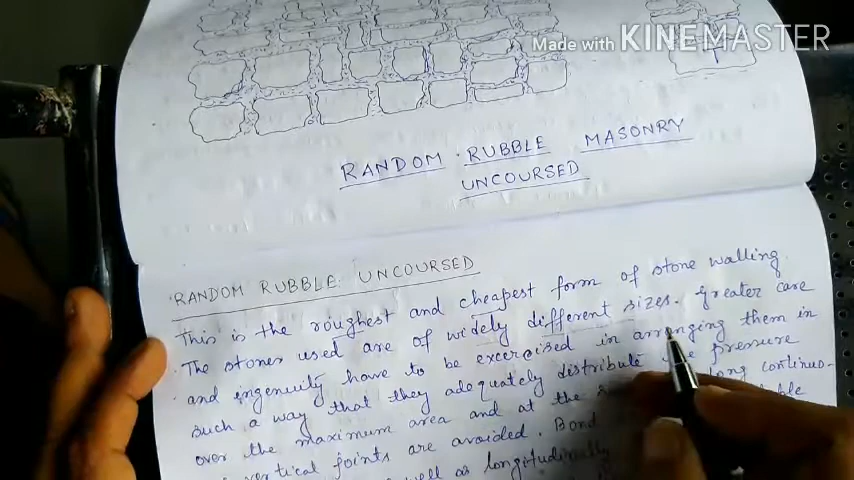 Made with KINEMASTER
RANDOM RUBBLE MASONRY
UNCOURSED
RANDOM RUBBLE: UNCOURSED
This is the roughest and cheapest form of stone walling.
The stones used are of widely different sizes. Greater care
and ingenuity have to be excercised in arranging them in
such a way that they adequately distribute pressure
over the maximum area and at the long continuo-
vertical joints are avoided. Bond
well as longitudinally